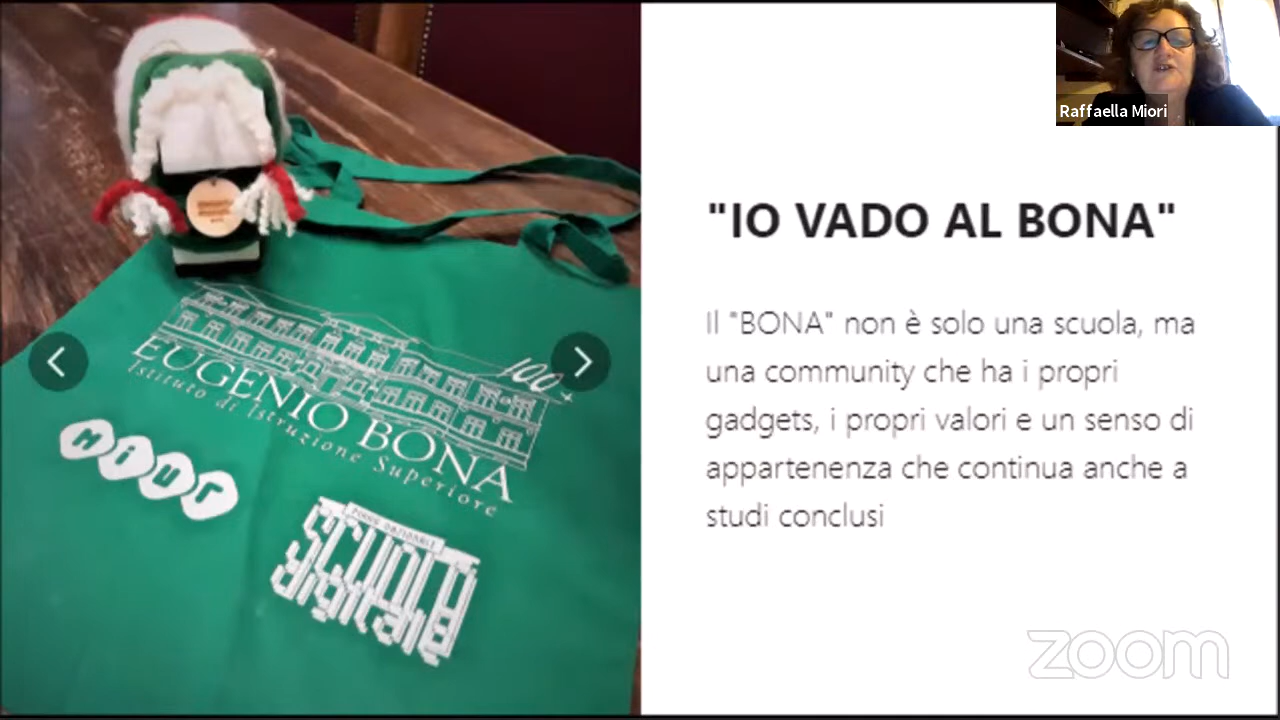 Raffaella Miori
"IO VADO AL BONA"
Il "BONA" non è solo una scuola, ma
una community che ha i propri
gadgets, i propri valori e un senso di
appartenenza che continua anche a
studi conclusi
100+
EUGENIO BONA
Istituto di Istruzione Superiore
MIUR
SCUOLA
digitale
zoom